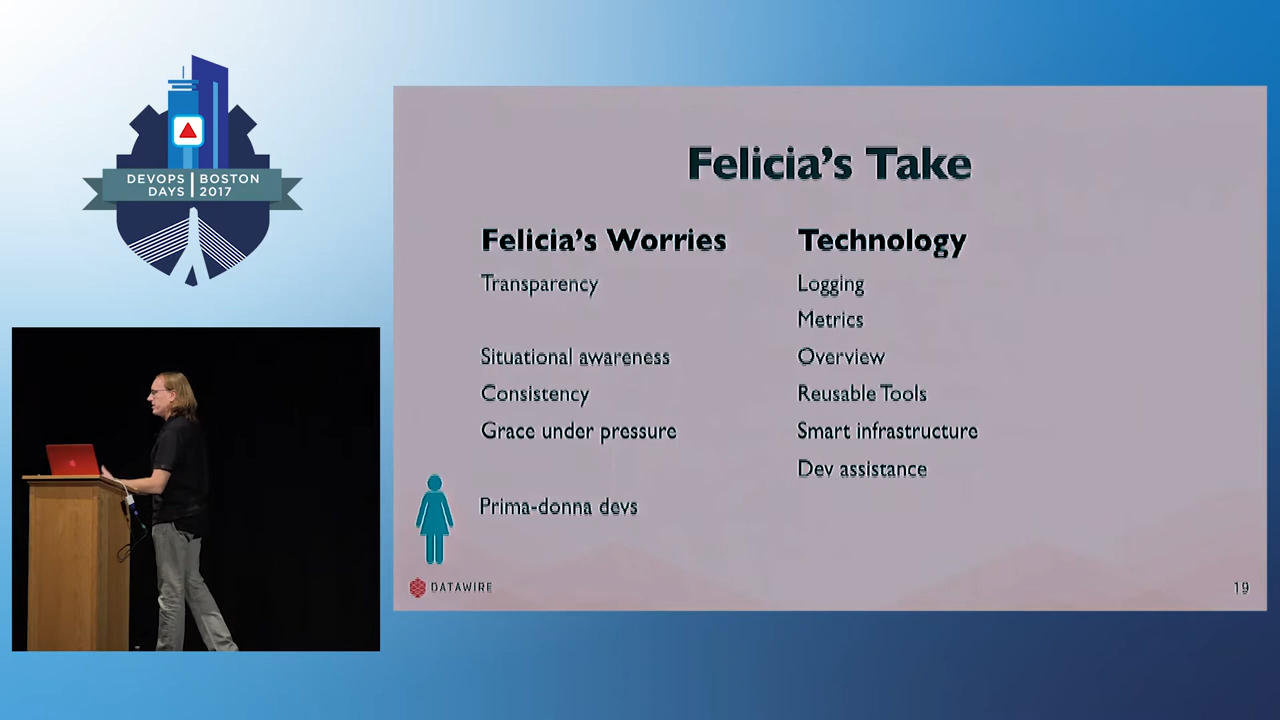 DEVOPS BOSTON
DAYS 2017
Felicia's Take
Felicia's Worries Technology
Transparency Logging
Metrics
Situational awareness Overview
Consistency Reusable Tools
Grace under pressure Smart infrastructure
Dev assistance
Prima-donna devs
DATAWIRE 19